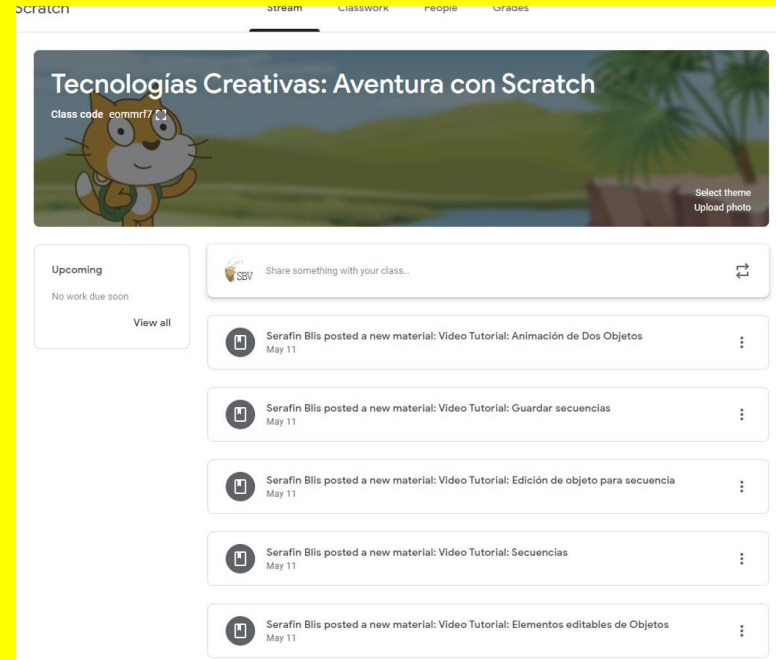 Scratch
Stream Classwork People Grades
Tecnologías Creativas: Aventura con Scratch
Class code eommrf7
Select theme
Upload photo
Upcoming
No work due soon
View all
SBV
Share something with your class...
Serafin Blis posted a new material: Video Tutorial: Animación de Dos Objetos
May 11
Serafin Blis posted a new material: Video Tutorial: Guardar secuencias
May 11
Serafin Blis posted a new material: Video Tutorial: Edición de objeto para secuencia
May 11
Serafin Blis posted a new material: Video Tutorial: Secuencias
May 11
Serafin Blis posted a new material: Video Tutorial: Elementos editables de Objetos
May 11